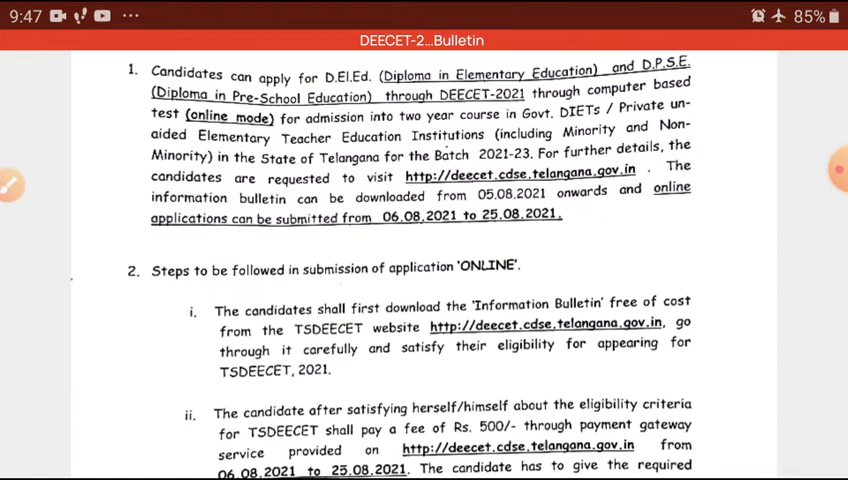 9:47 ... 85%
DEECET-2...Bulletin
1. Candidates can apply for D.El.Ed. (Diploma in Elementary Education) and D.P.S.E.
(Diploma in Pre-School Education) through DEECET-2021 through computer based
test (online mode) for admission into two year course in Govt. DIETs / Private un-
aided Elementary Teacher Education Institutions (including Minority and Non-
Minority) in the State of Telangana for the Batch 2021-23. For further details, the
candidates are requested to visit http://deecet.cdse.telangana.gov.in . The
information bulletin can be downloaded from 05.08.2021 onwards and online
applications can be submitted from 06.08.2021 to 25.08.2021.
2. Steps to be followed in submission of application 'ONLINE'.
i. The candidates shall first download the 'Information Bulletin' free of cost
from the TSDEECET website http://deecet.cdse.telangana.gov.in, go
through it carefully and satisfy their eligibility for appearing for
TSDEECET, 2021.
ii. The candidate after satisfying herself/himself about the eligibility criteria
for TSDEECET shall pay a fee of Rs. 500/- through payment gateway
service provided on http://deecet.cdse.telangana.gov.in from
06.08.2021 to 25.08.2021. The candidate has to give the required